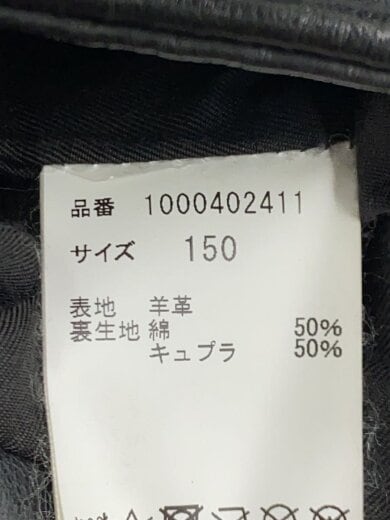 品番 1000402411
サイズ 150
表地 羊革
裏生地 綿 50%
キュプラ 50%